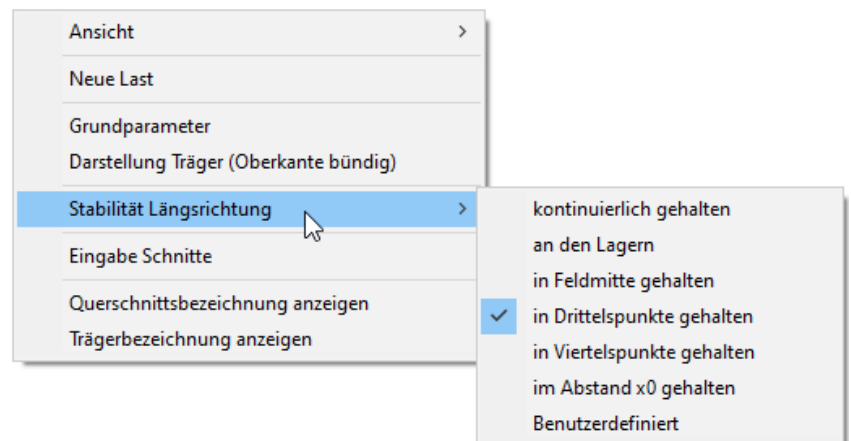 Ansicht
Neue Last
Grundparameter
Darstellung Träger (Oberkante bündig)
Stabilität Längsrichtung
Eingabe Schnitte
Querschnittsbezeichnung anzeigen
Trägerbezeichnung anzeigen
kontinuierlich gehalten
an den Lagern
in Feldmitte gehalten
in Drittelspunkte gehalten
in Viertelspunkte gehalten
im Abstand x0 gehalten
Benutzerdefiniert